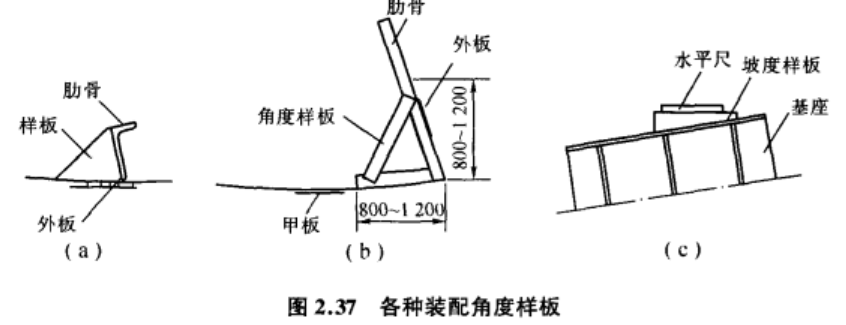 肋骨
样板
外板
(a)
肋骨
外板
角度样板
800~1 200
800~1 200
甲板
(b)
水平尺
坡度样板
基座
(c)
图 2.37 各种装配角度样板